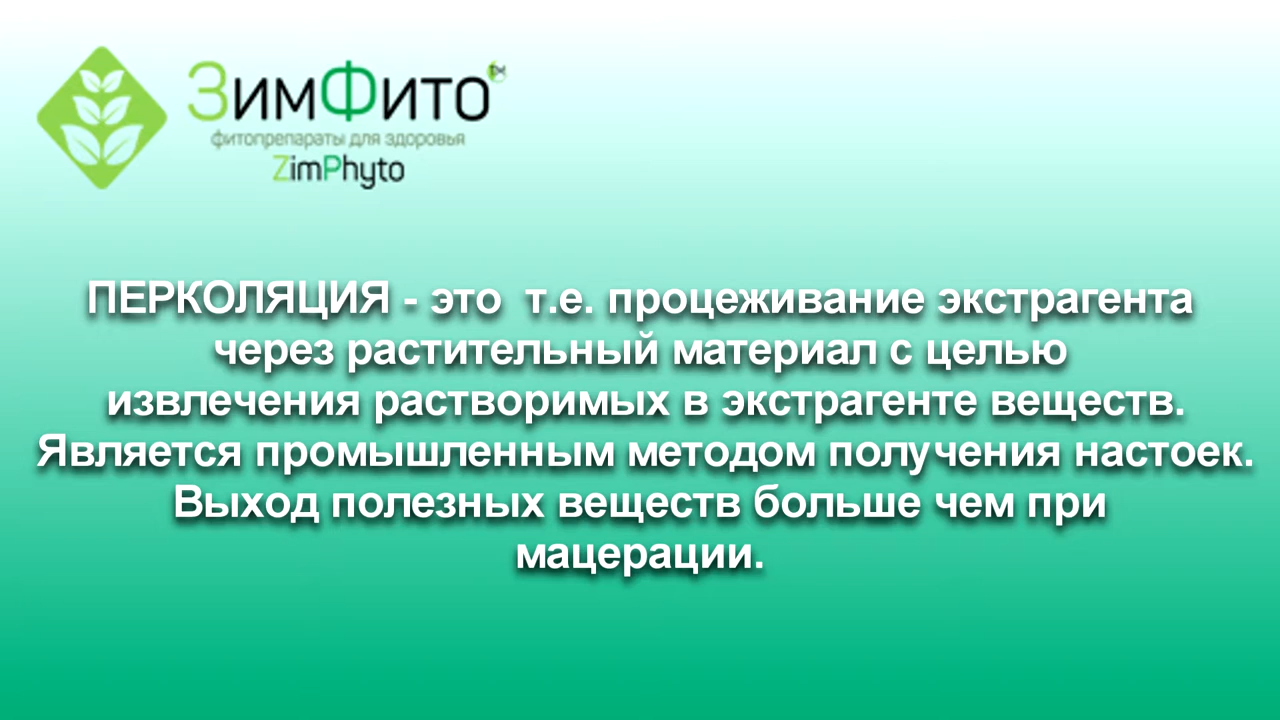 ЗимФито™
фитопрепараты для здоровья
ZimPhyto
ПЕРКОЛЯЦИЯ - это  т.е. процеживание экстрагента
через растительный материал с целью
извлечения растворимых в экстрагенте веществ.
Является промышленным методом получения настоек.
Выход полезных веществ больше чем при
мацерации.